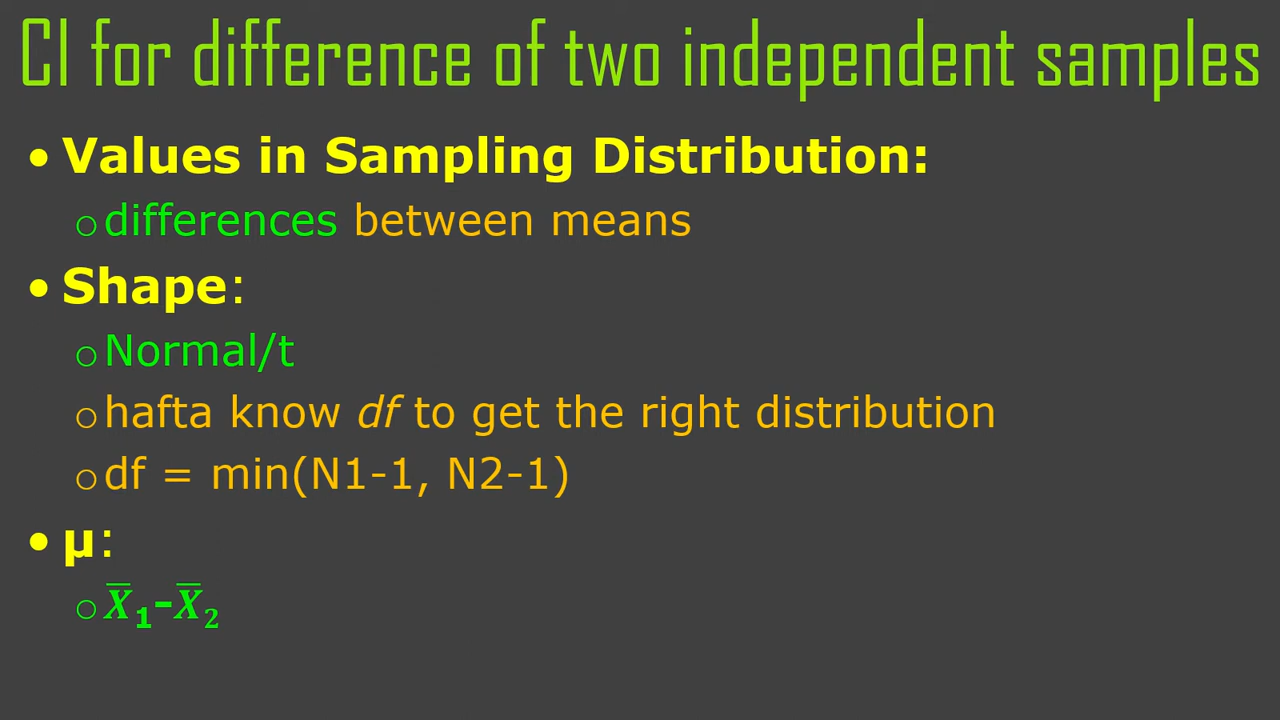 CI for difference of two independent samples
• Values in Sampling Distribution:
o differences between means
• Shape:
o Normal/t
o hafta know df to get the right distribution
o df = min(N1-1, N2-1)
• µ:
o X̅₁-X̅₂